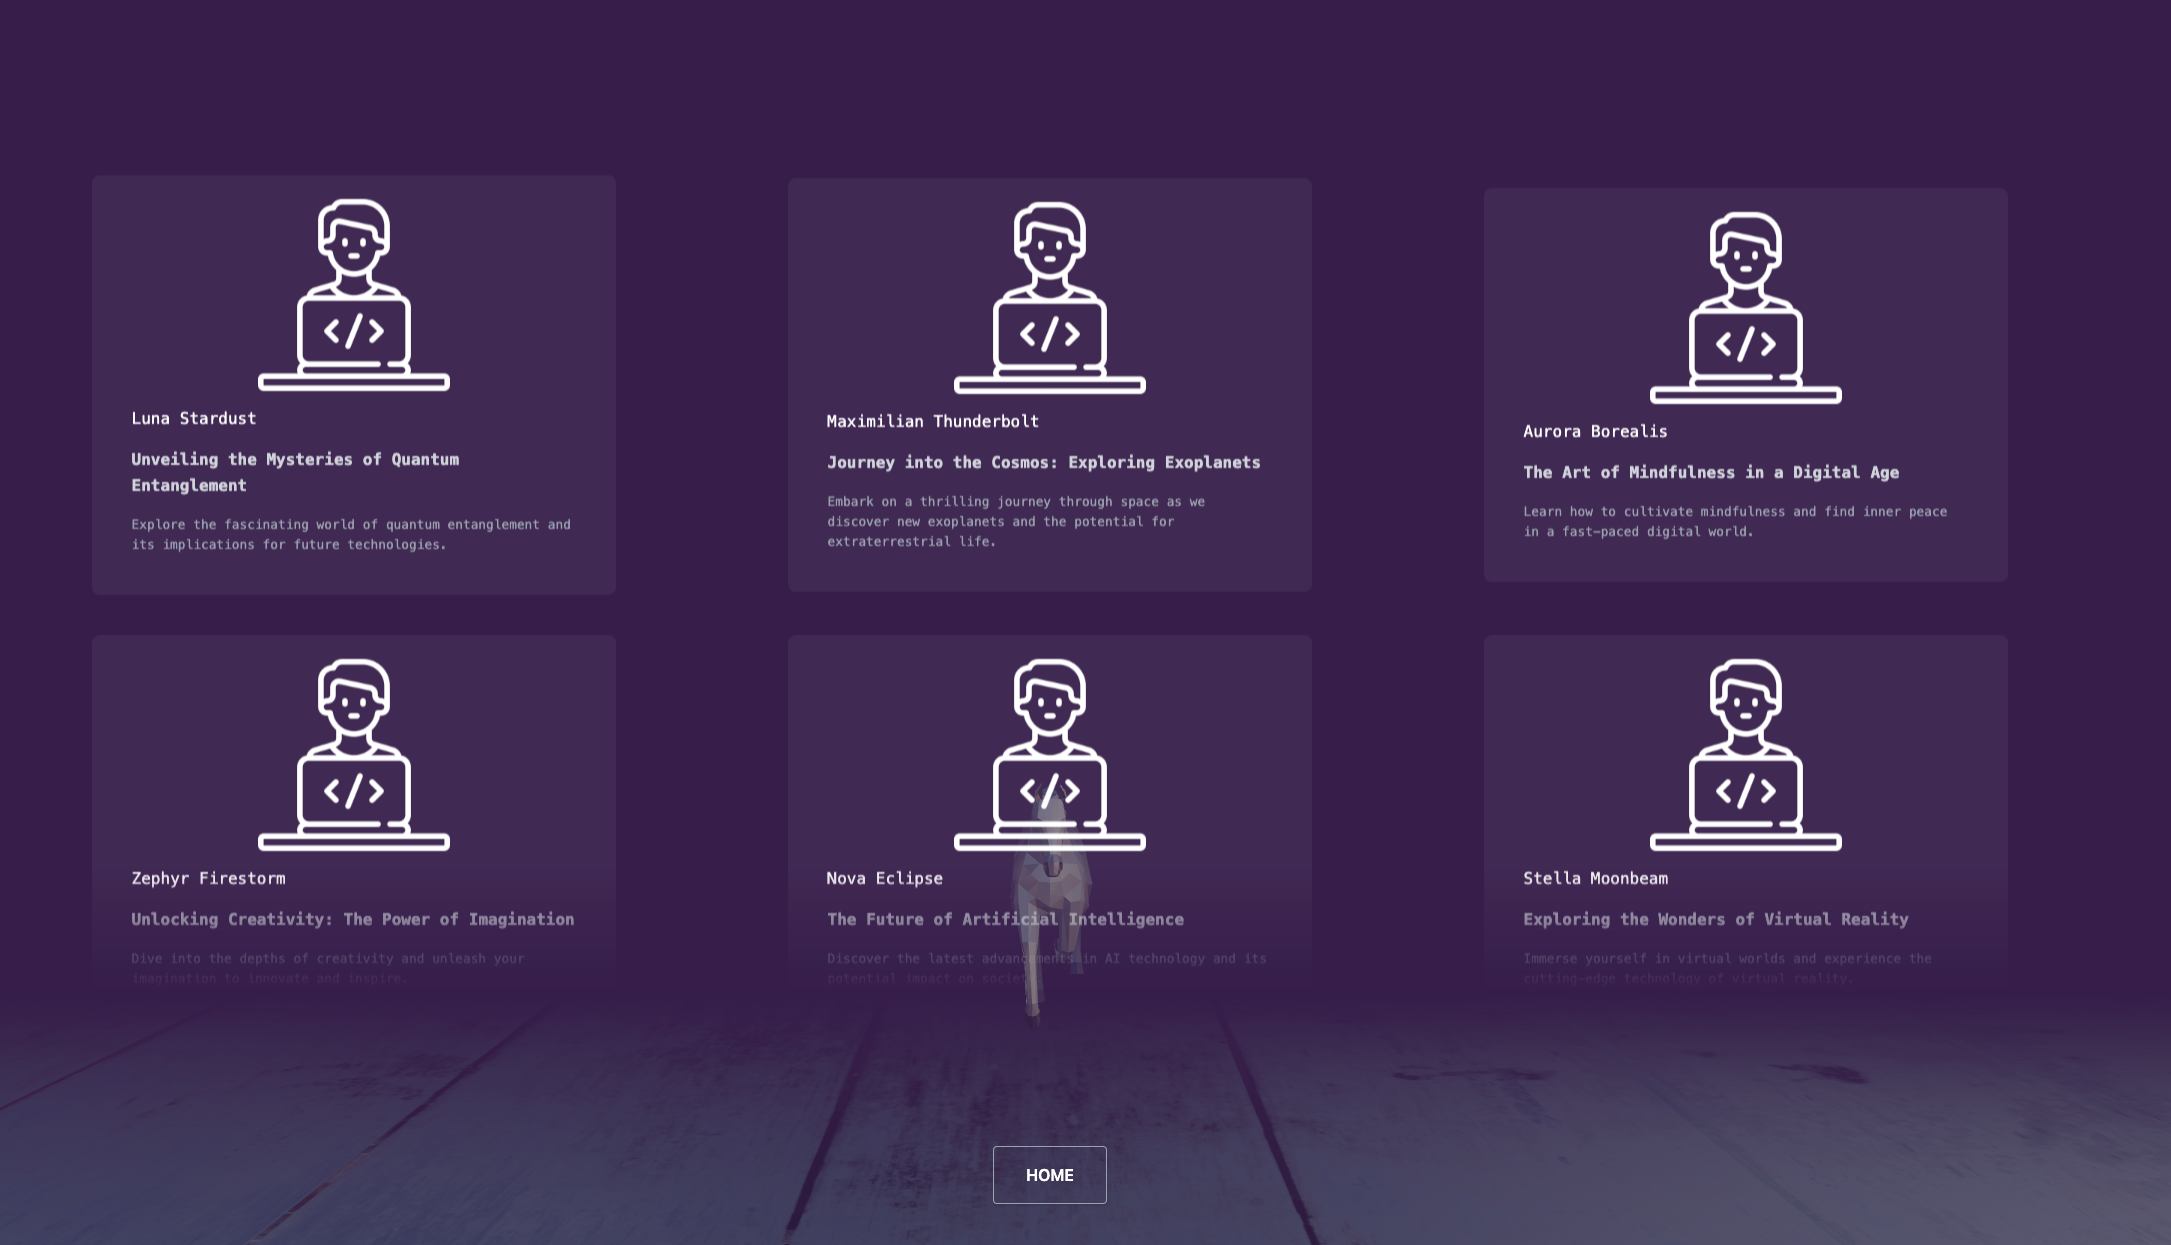 </>
</>
</>
Luna Stardust
Unveiling the Mysteries of Quantum
Entanglement
Explore the fascinating world of quantum entanglement and
its implications for future technologies.
Maximilian Thunderbolt
Journey into the Cosmos: Exploring Exoplanets
Embark on a thrilling journey through space as we
discover new exoplanets and the potential for
extraterrestrial life.
Aurora Borealis
The Art of Mindfulness in a Digital Age
Learn how to cultivate mindfulness and find inner peace
in a fast-paced digital world.
</>
</>
</>
Zephyr Firestorm
Unlocking Creativity: The Power of Imagination
Dive into the depths of creativity and unleash your
imagination to innovate and inspire.
Nova Eclipse
The Future of Artificial Intelligence
Discover the latest advancements in AI technology and its
potential impact on society.
Stella Moonbeam
Exploring the Wonders of Virtual Reality
Immerse yourself in virtual worlds and experience the
cutting-edge technology of virtual reality.
HOME